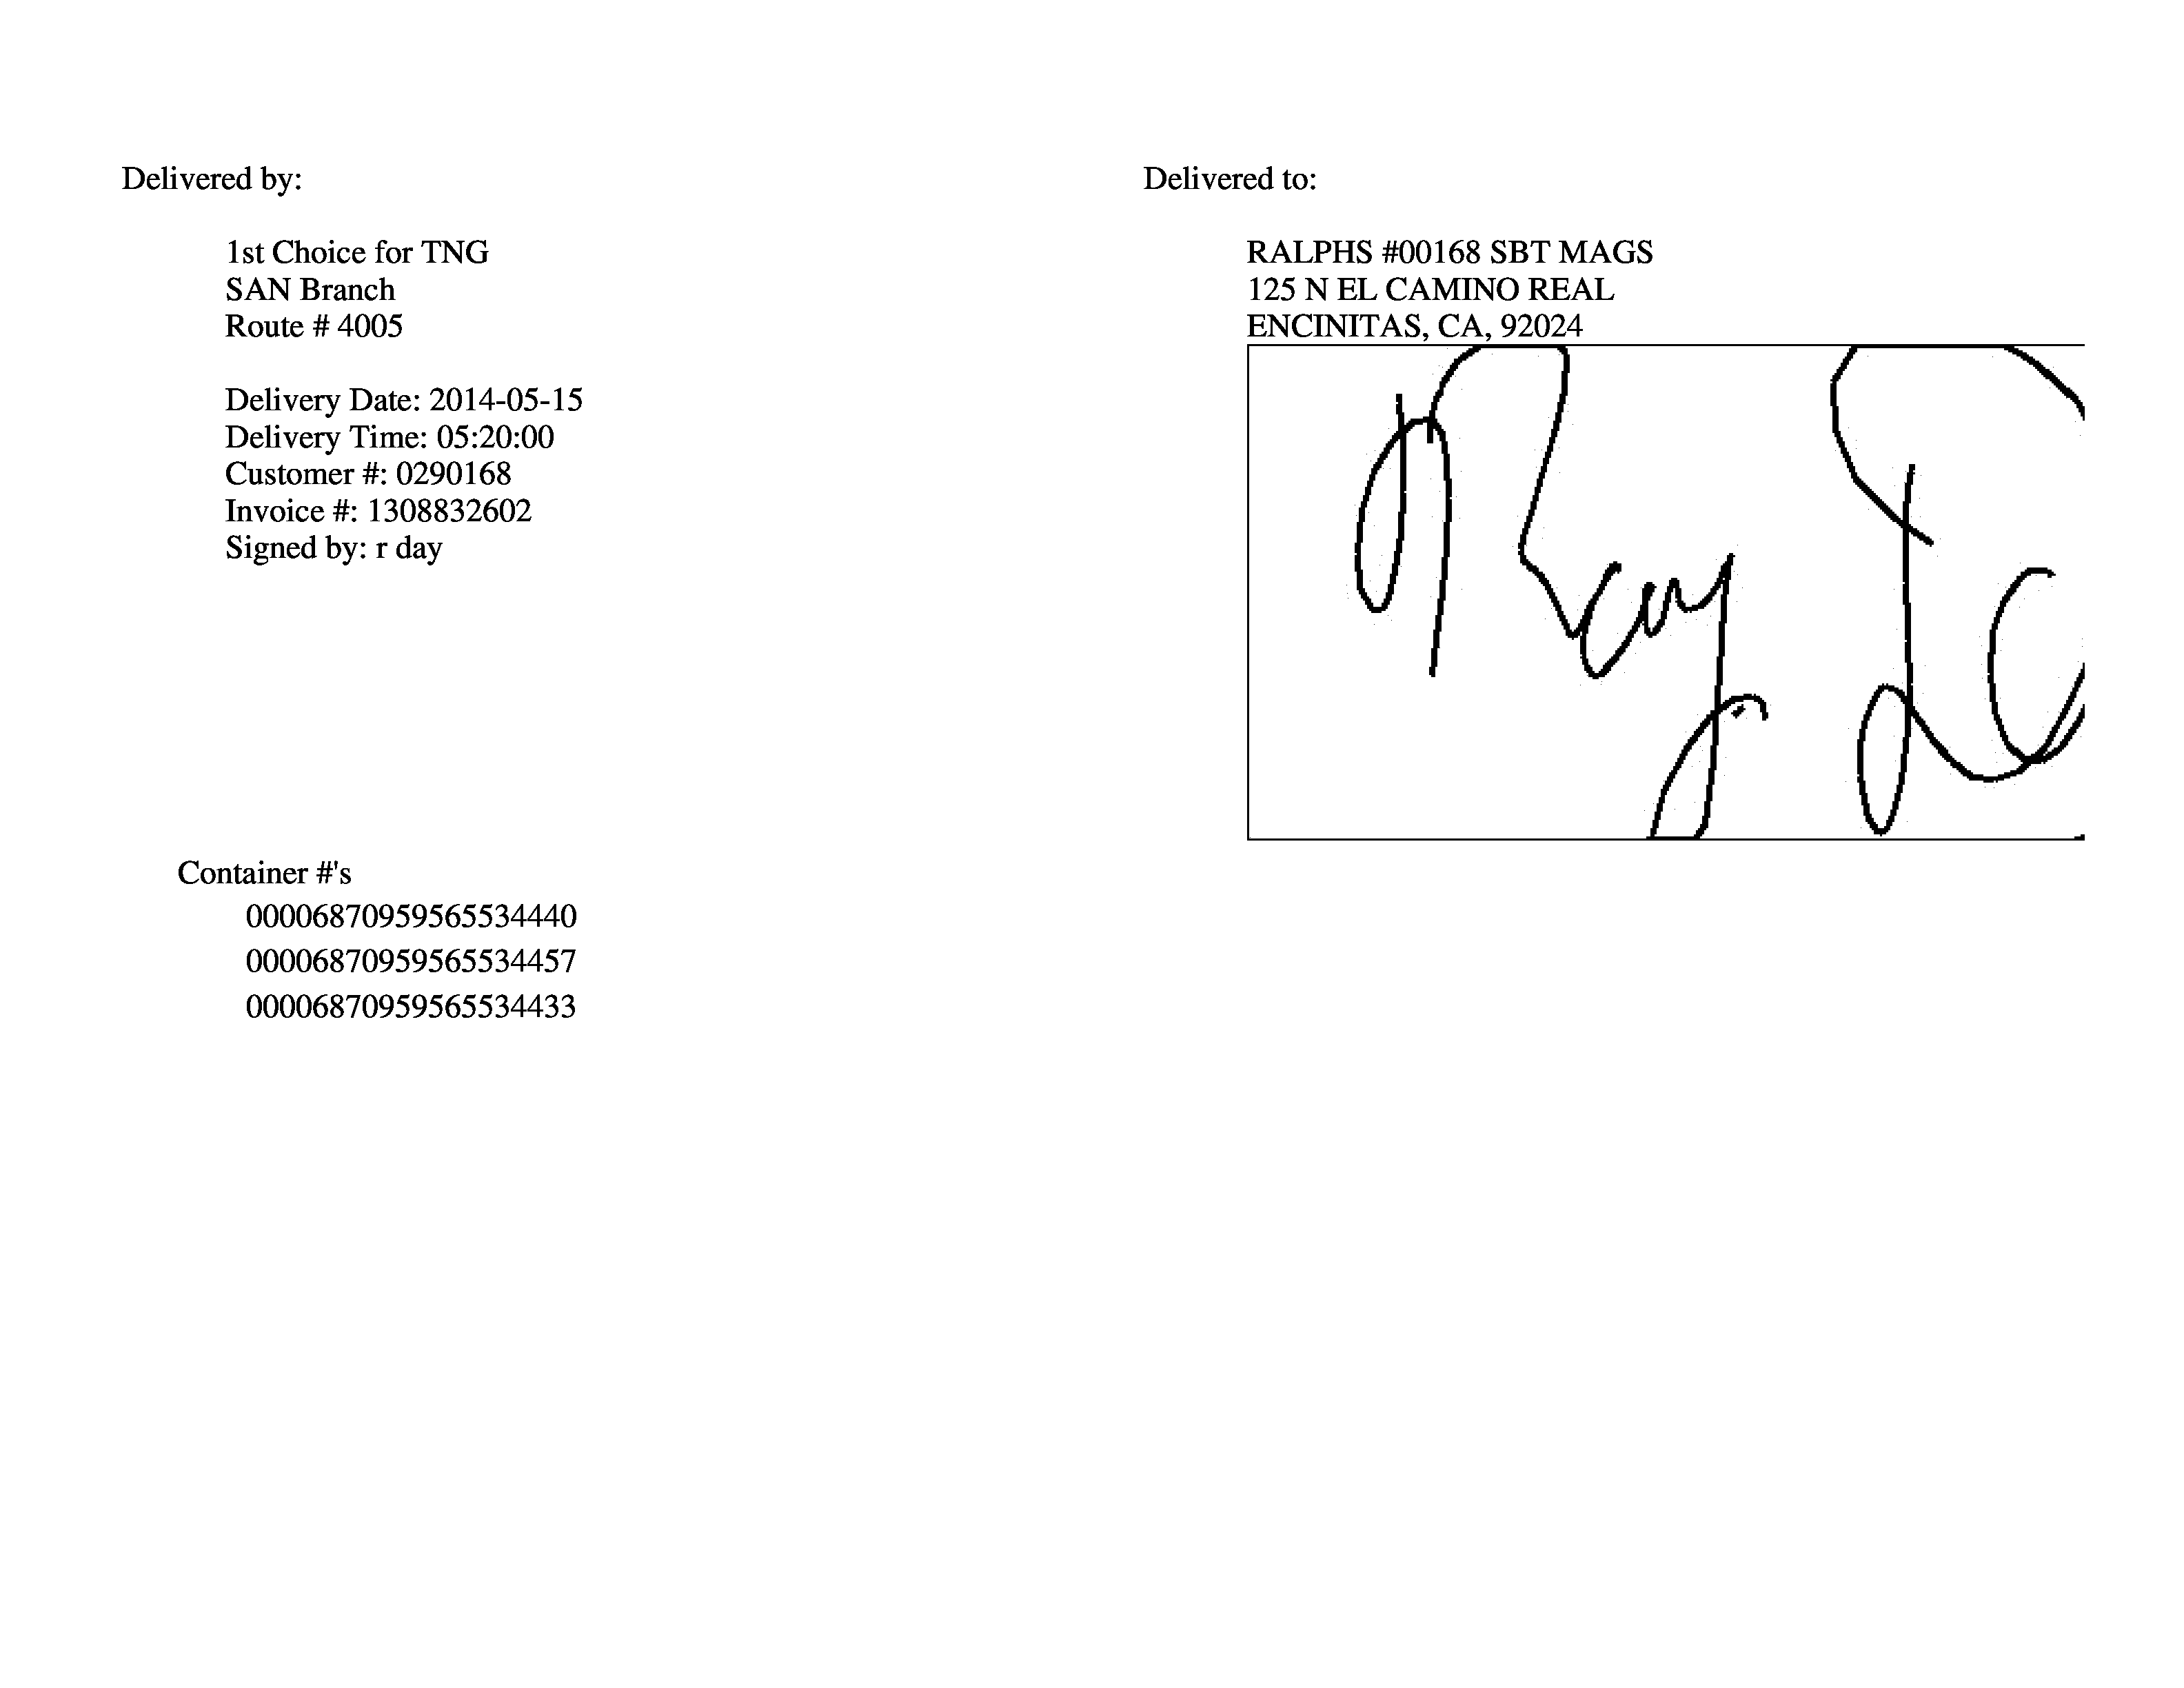 Delivered by:
1st Choice for TNG
SAN Branch
Route # 4005
Delivery Date: 2014-05-15
Delivery Time: 05:20:00
Customer #: 0290168
Invoice #: 1308832602
Signed by: r day
Delivered to:
RALPHS #00168 SBT MAGS
125 N EL CAMINO REAL
ENCINITAS, CA, 92024
Ray
Container #'s
00006870959565534440
00006870959565534457
00006870959565534433